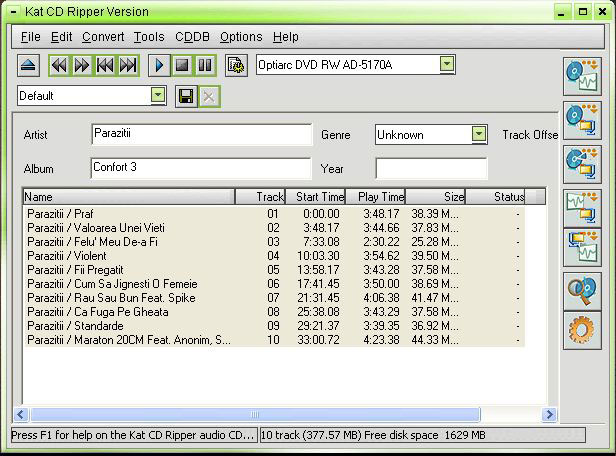 Kat CD Ripper Version
File Edit Convert Tools CDDB Options Help
Optiarc DVD RW AD-5170A
Default
Artist Parazitii Genre Unknown Track Offse
Album Confort 3 Year
Name Track Start Time Play Time Size Status
Parazitii / Praf 01 0:00.00 3:48.17 38.39 M... -
Parazitii / Valoarea Unei Vieti 02 3:48.17 3:44.66 37.83 M... -
Parazitii / Felu' Meu De-a Fi 03 7:33.08 2:30.22 25.28 M... -
Parazitii / Violent 04 10:03.30 3:54.62 39.50 M... -
Parazitii / Fii Pregatit 05 13:58.17 3:43.28 37.58 M... -
Parazitii / Cum Sa Jignesti O Femeie 06 17:41.45 3:50.00 38.69 M... -
Parazitii / Rau Sau Bun Feat. Spike 07 21:31.45 4:06.38 41.47 M... -
Parazitii / Ca Fuga Pe Gheata 08 25:38.08 3:43.29 37.58 M... -
Parazitii / Standarde 09 29:21.37 3:39.35 36.92 M... -
Parazitii / Maraton 20CM Feat. Anonim, S... 10 33:00.72 4:23.38 44.33 M... -
Press F1 for help on the Kat CD Ripper audio CD... 10 track (377.57 MB) Free disk space 1629 MB